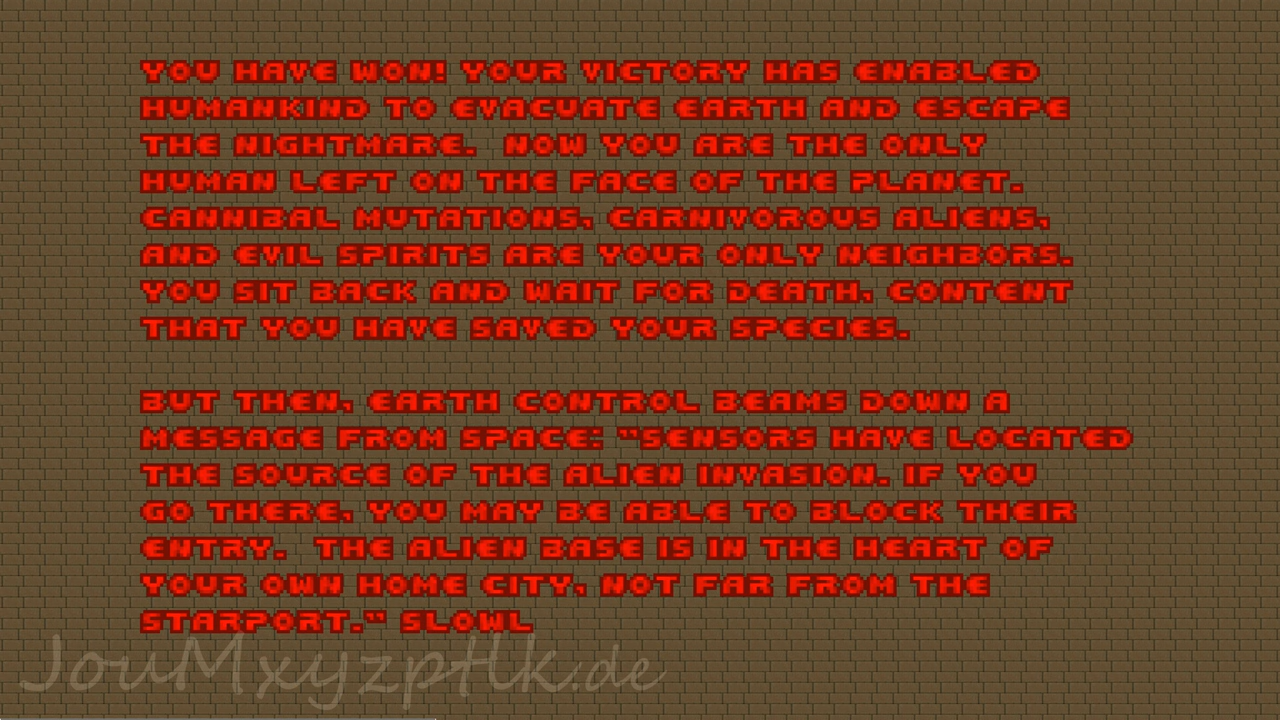 YOU HAVE WON! YOUR VICTORY HAS ENABLED
HUMANKIND TO EVACUATE EARTH AND ESCAPE
THE NIGHTMARE.  NOW YOU ARE THE ONLY
HUMAN LEFT ON THE FACE OF THE PLANET.
CANNIBAL MUTATIONS, CARNIVOROUS ALIENS,
AND EVIL SPIRITS ARE YOUR ONLY NEIGHBORS.
YOU SIT BACK AND WAIT FOR DEATH, CONTENT
THAT YOU HAVE SAVED YOUR SPECIES.
BUT THEN, EARTH CONTROL BEAMS DOWN A
MESSAGE FROM SPACE: "SENSORS HAVE LOCATED
THE SOURCE OF THE ALIEN INVASION. IF YOU
GO THERE, YOU MAY BE ABLE TO BLOCK THEIR
ENTRY.  THE ALIEN BASE IS IN THE HEART OF
YOUR OWN HOME CITY, NOT FAR FROM THE
STARPORT." SLOWL
JouMxyzptlk.de